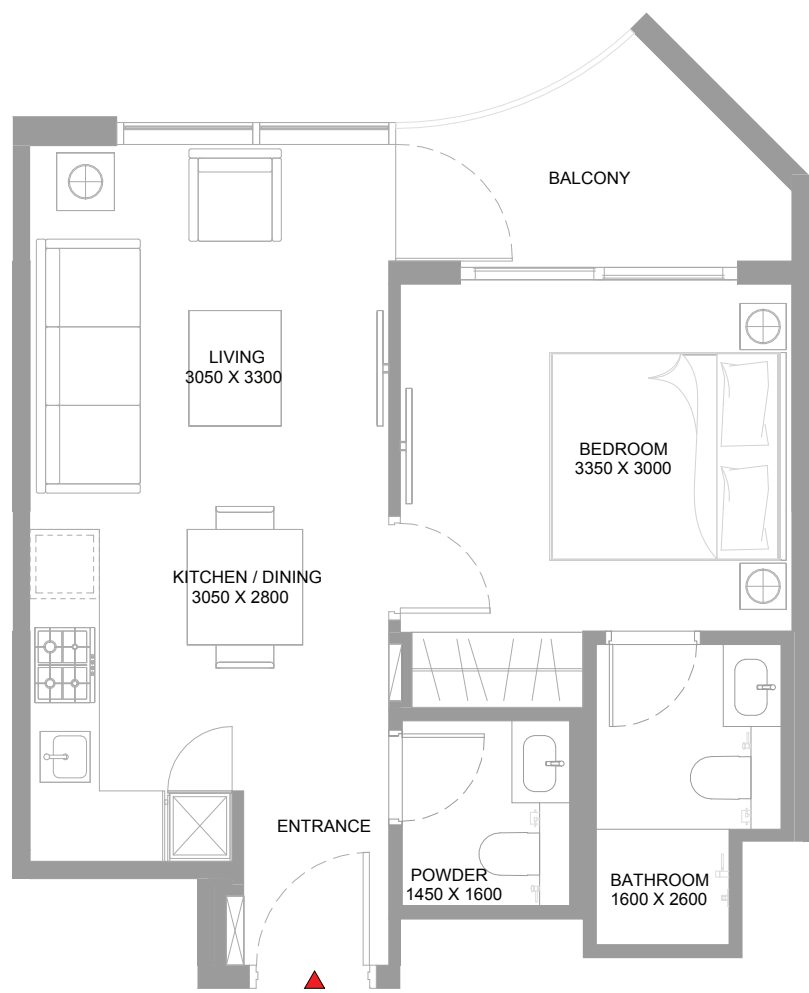 BALCONY
LIVING
3050 X 3300
BEDROOM
3350 X 3000
KITCHEN / DINING
3050 X 2800
ENTRANCE
POWDER
1450 X 1600
BATHROOM
1600 X 2600